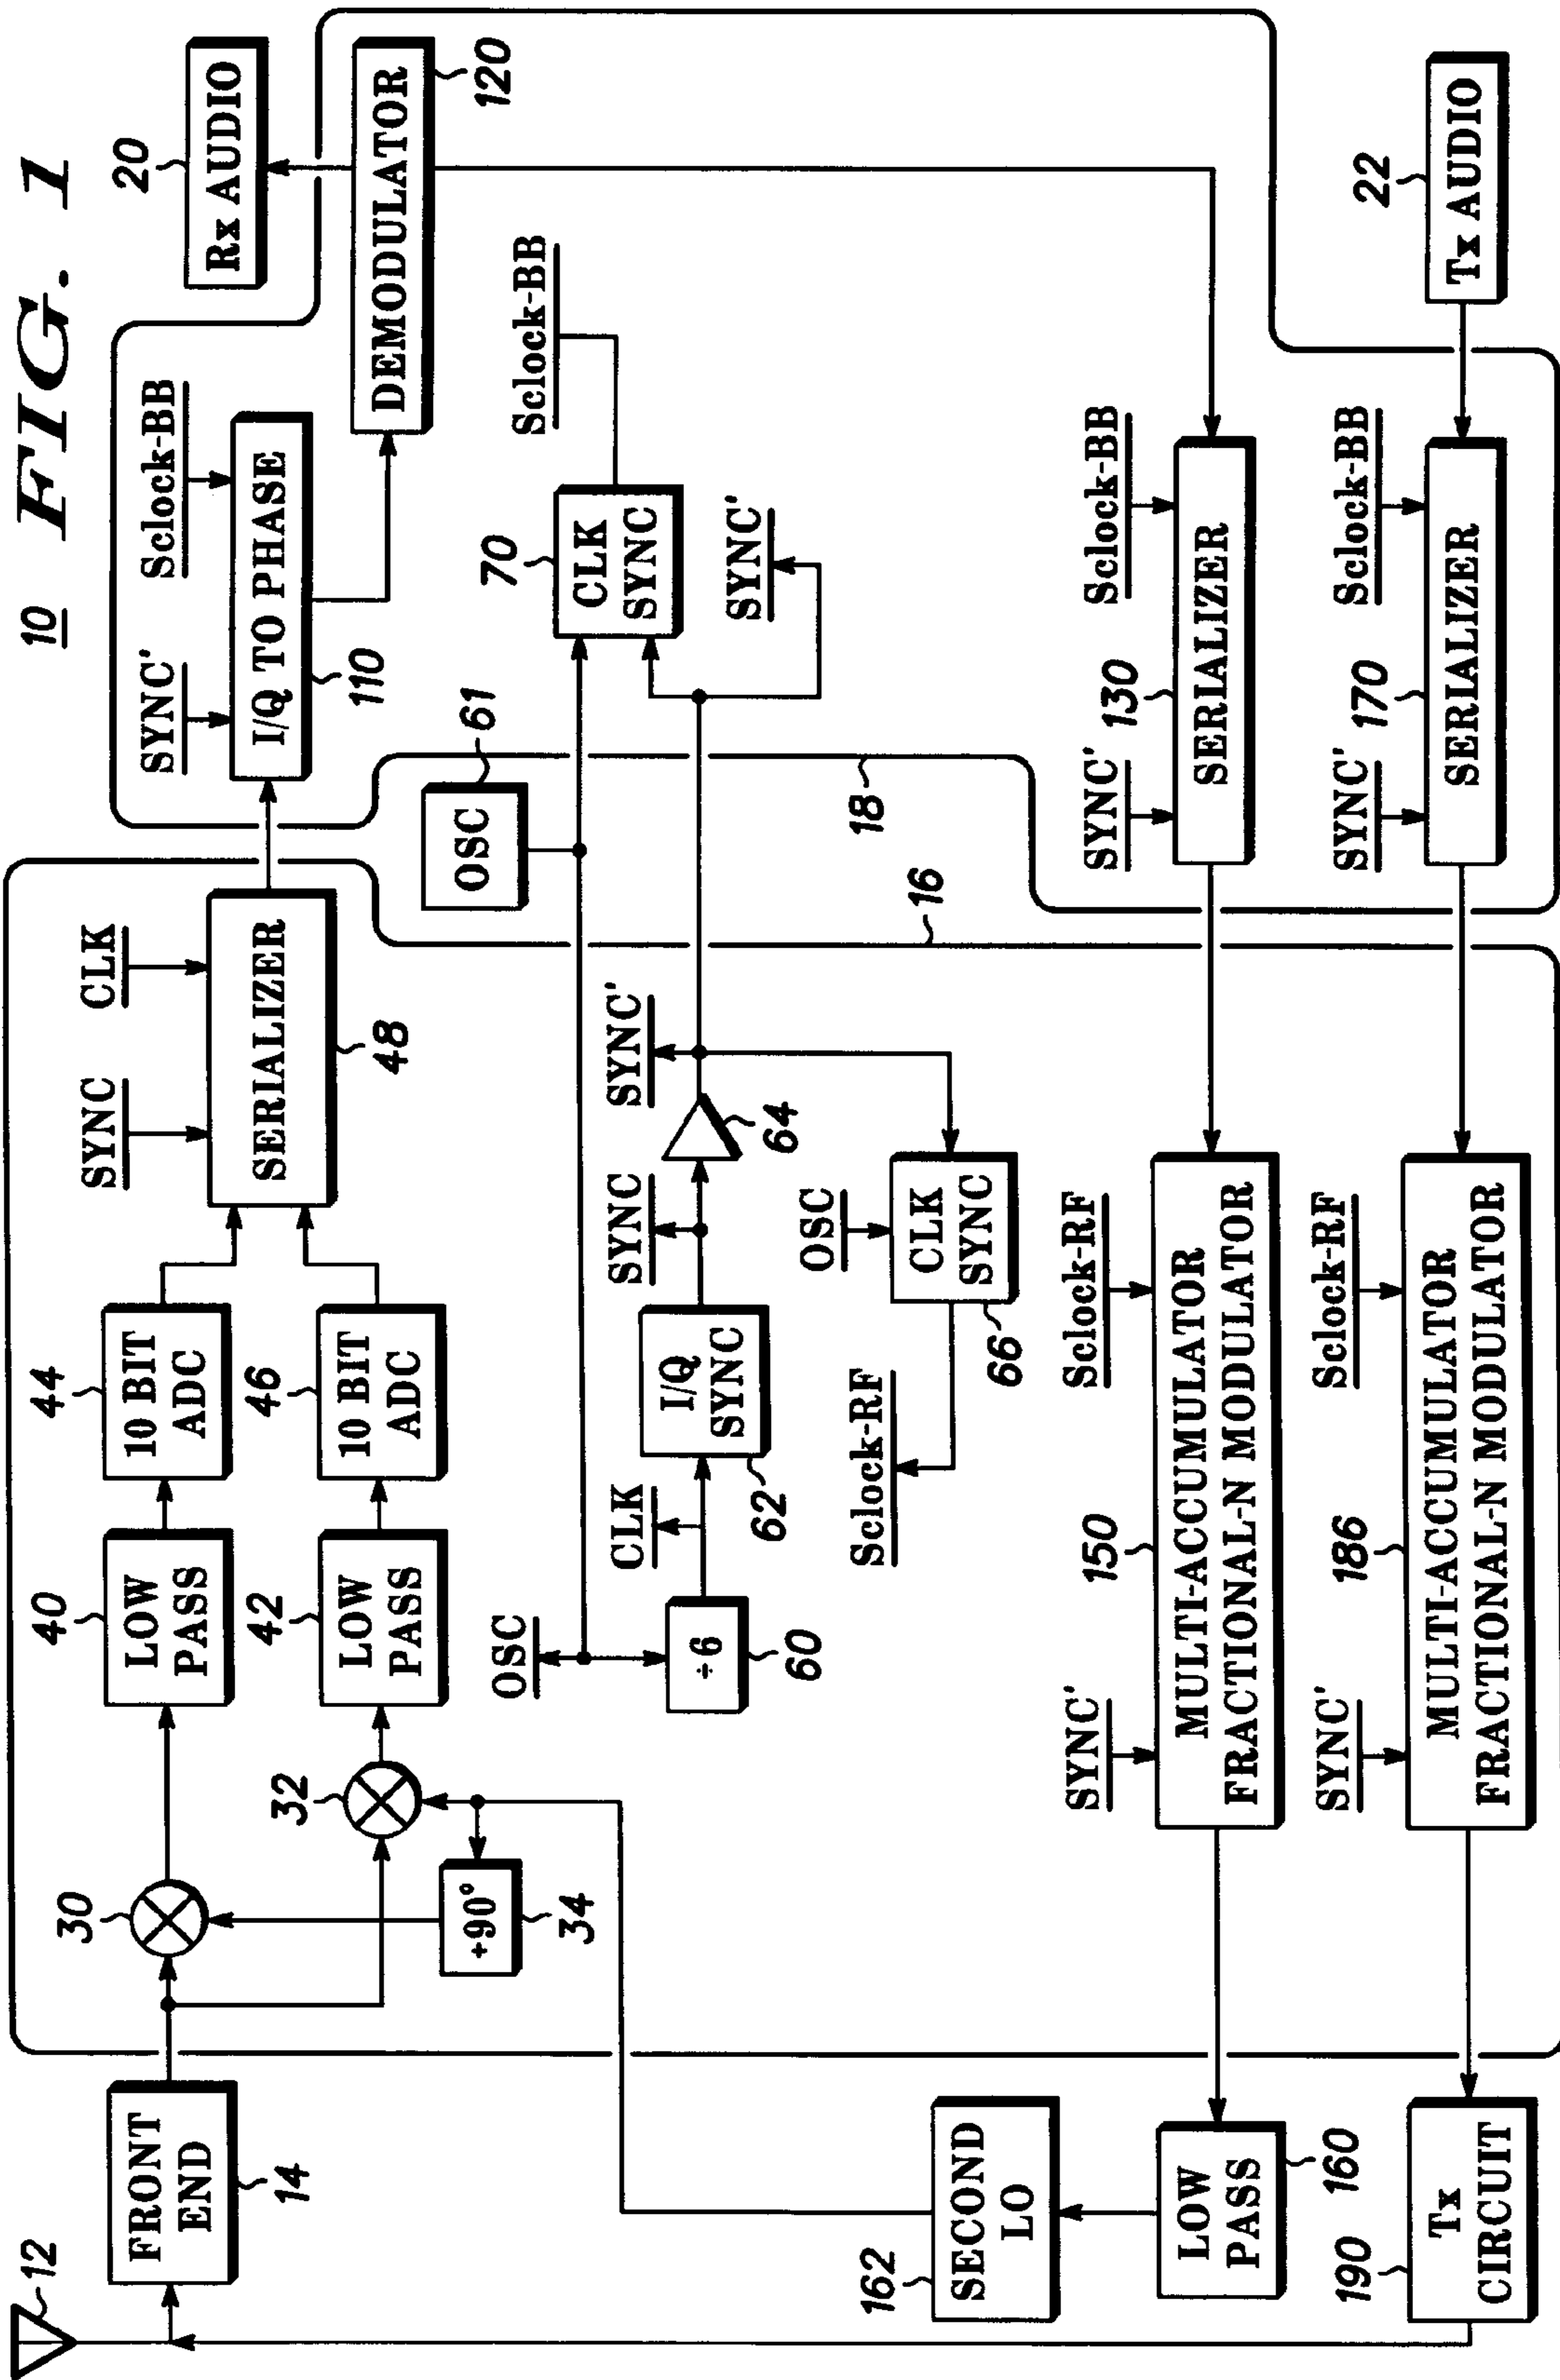 10 FIG. 1
12
FRONT
END
14
30
32
+90°
34
40
LOW
PASS
42
LOW
PASS
44
10 BIT
ADC
46
10 BIT
ADC
SYNC
CLK
SERIALIZER
48
SYNC'
Sclock-BB
I/Q TO PHASE
110
20
Rx AUDIO
DEMODULATOR
120
OSC
61
OSC
÷6
60
CLK
I/Q
SYNC
62
SYNC
64
SYNC'
OSC
CLK
SYNC
66
Sclock-RF
70
CLK
SYNC
Sclock-BB
SYNC'
16
18
162
SECOND
LO
LOW
PASS
160
SYNC'
150
Sclock-RF
MULTI-ACCUMULATOR
FRACTIONAL-N MODULATOR
SYNC'
130
Sclock-BB
SERIALIZER
190
Tx
CIRCUIT
SYNC'
186
Sclock-RF
MULTI-ACCUMULATOR
FRACTIONAL-N MODULATOR
SYNC'
170
Sclock-BB
SERIALIZER
22
Tx AUDIO